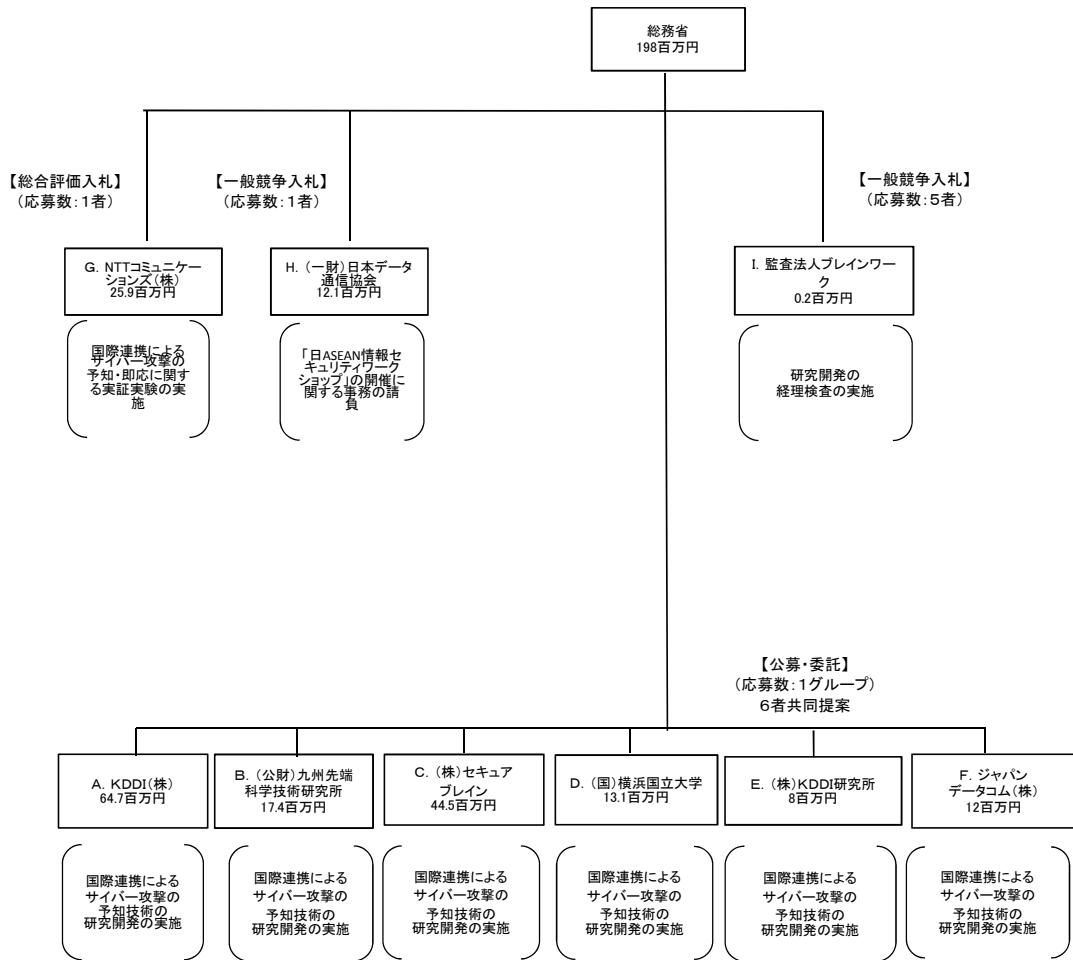 総務省
198百万円
【総合評価入札】
（応募数：1者）
【一般競争入札】
（応募数：1者）
【一般競争入札】
（応募数：5者）
G. NTTコミュニケー
ションズ（株）
25.9百万円
H. （一財）日本データ
通信協会
12.1百万円
I. 監査法人ブレインワー
ク
0.2百万円
国際連携による
サイバー攻撃の
予知・即応に関す
る実証実験の実
施
「日ASEAN情報セ
キュリティワーク
ショップ」の開催に
関する事務の請
負
研究開発の
経理検査の実施
【公募・委託】
（応募数：1グループ）
6者共同提案
A. KDDI（株）
64.7百万円
B. （公財）九州先端
科学技術研究所
17.4百万円
C. （株）セキュア
ブレイン
44.5百万円
D. （国）横浜国立大学
13.1百万円
E. （株）KDDI研究所
8百万円
F. ジャパン
データコム（株）
12百万円
国際連携による
サイバー攻撃の
予知技術の
研究開発の実施
国際連携による
サイバー攻撃の
予知技術の
研究開発の実施
国際連携による
サイバー攻撃の
予知技術の
研究開発の実施
国際連携による
サイバー攻撃の
予知技術の
研究開発の実施
国際連携による
サイバー攻撃の
予知技術の
研究開発の実施
国際連携による
サイバー攻撃の
予知技術の
研究開発の実施